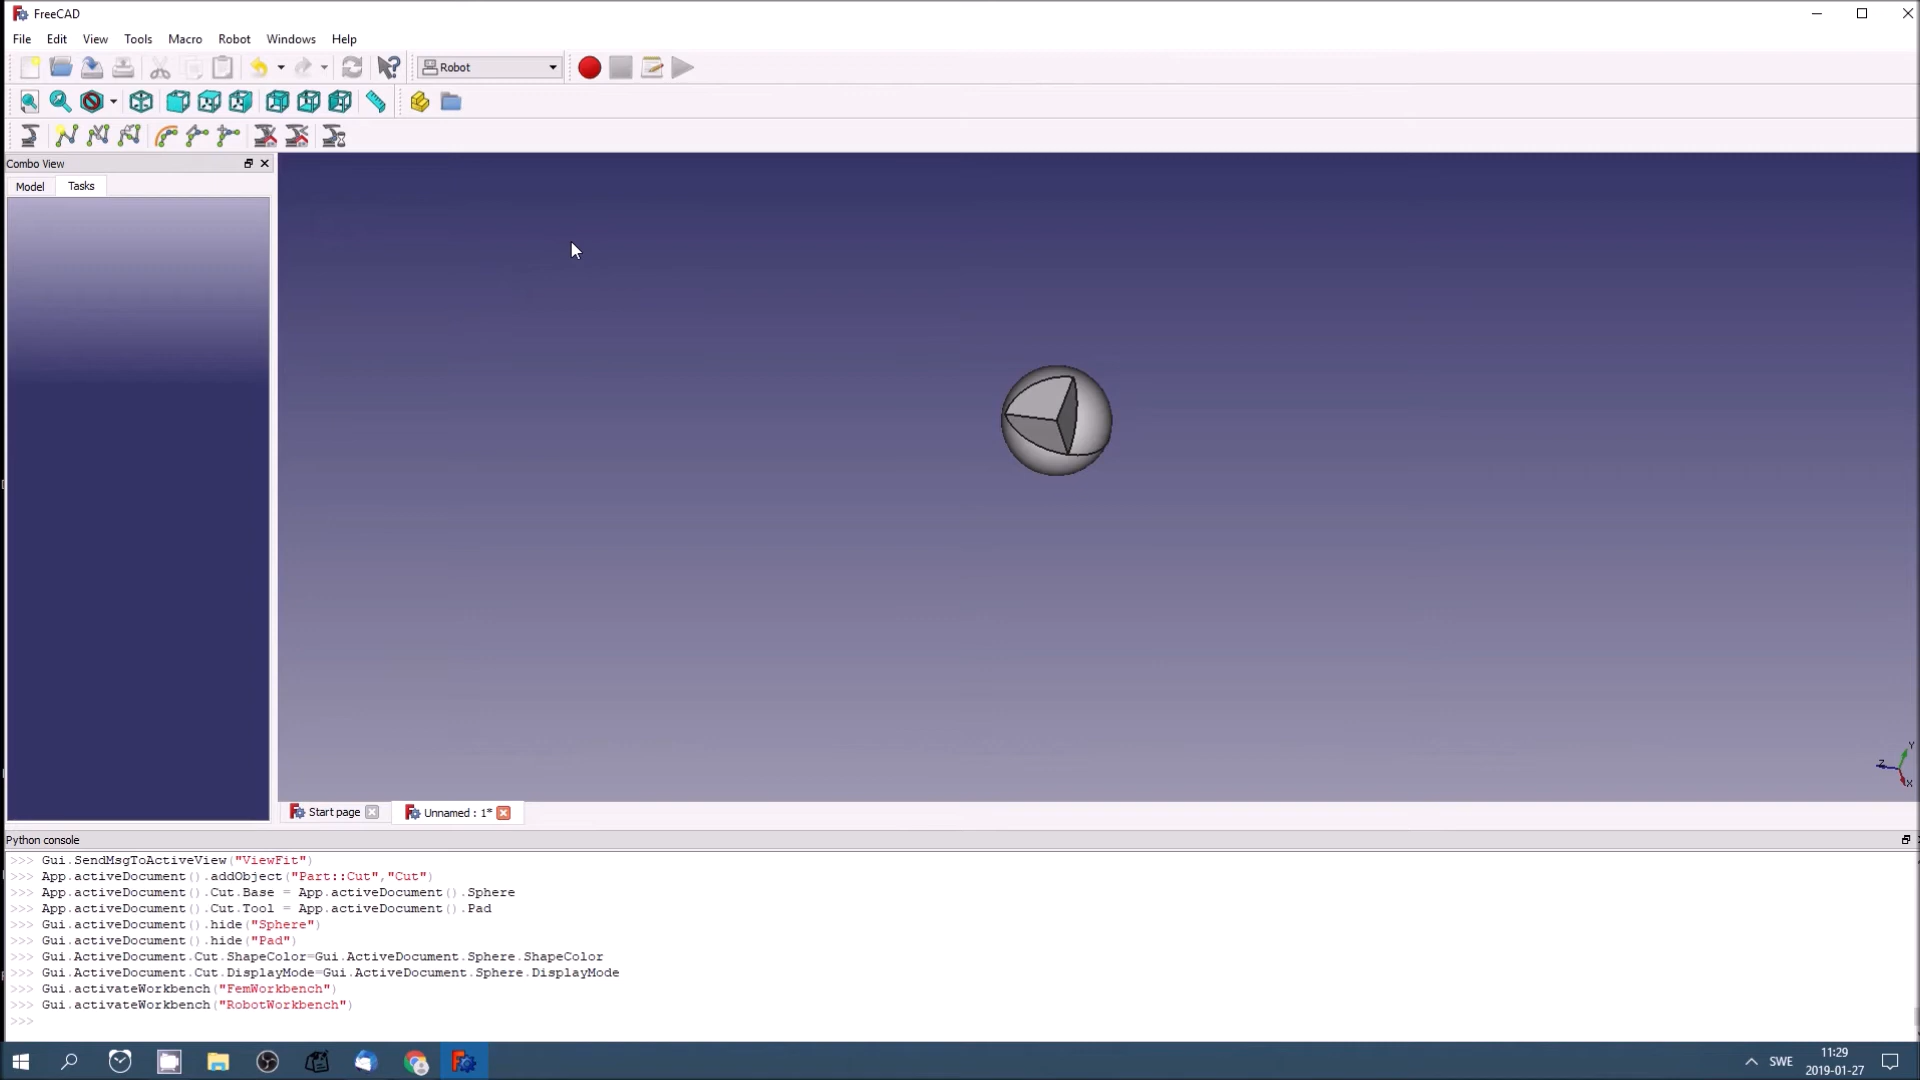 FreeCAD
File Edit View Tools Macro Robot Windows Help
Robot
Combo View
Model Tasks
Y
Z
X
Start page Unnamed : 1*
Python console
>>> Gui.SendMsgToActiveView("ViewFit")
>>> App.activeDocument().addObject("Part::Cut","Cut")
>>> App.activeDocument().Cut.Base = App.activeDocument().Sphere
>>> App.activeDocument().Cut.Tool = App.activeDocument().Pad
>>> Gui.activeDocument().hide("Sphere")
>>> Gui.activeDocument().hide("Pad")
>>> Gui.ActiveDocument.Cut.ShapeColor=Gui.ActiveDocument.Sphere.ShapeColor
>>> Gui.ActiveDocument.Cut.DisplayMode=Gui.ActiveDocument.Sphere.DisplayMode
>>> Gui.activateWorkbench("FemWorkbench")
>>> Gui.activateWorkbench("RobotWorkbench")
>>>
SWE
11:29
2019-01-27